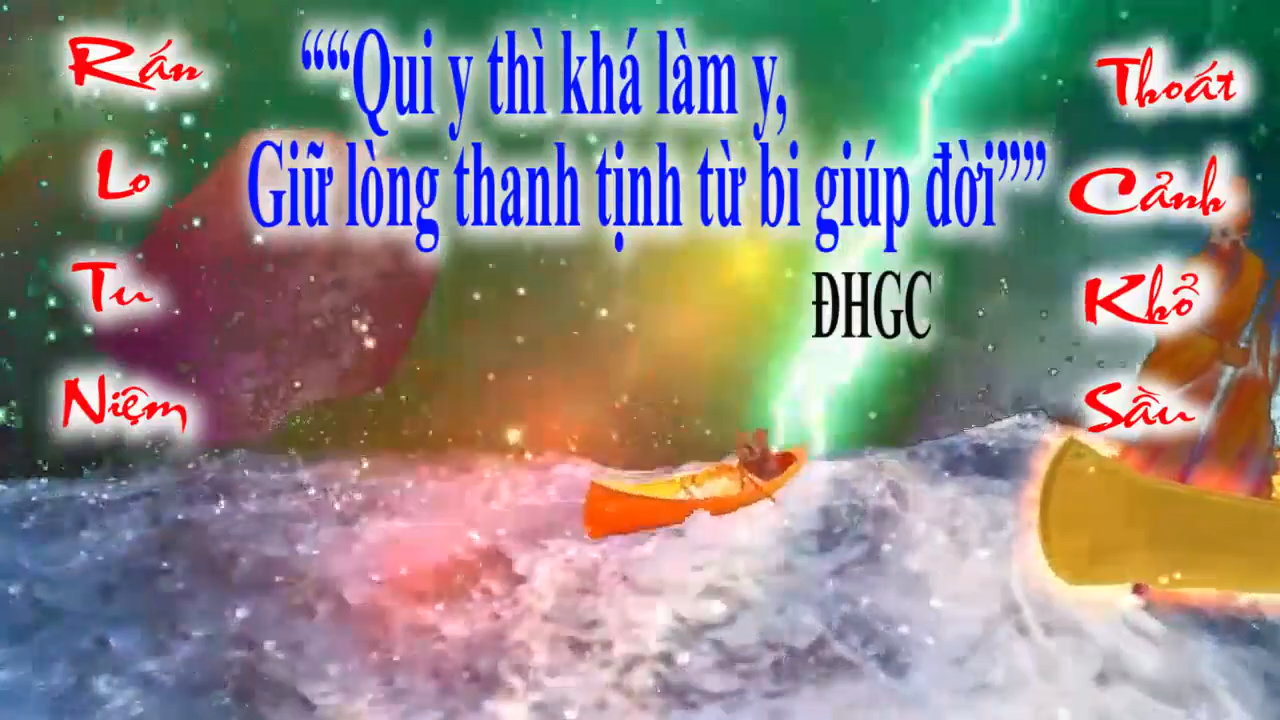 Rấn
Lo
Tu
Niệm
““Qui y thì khá làm y,
Giữ lòng thanh tịnh từ bi giúp đời””
ĐHGC
Thoát
Cảnh
Khổ
Sầu